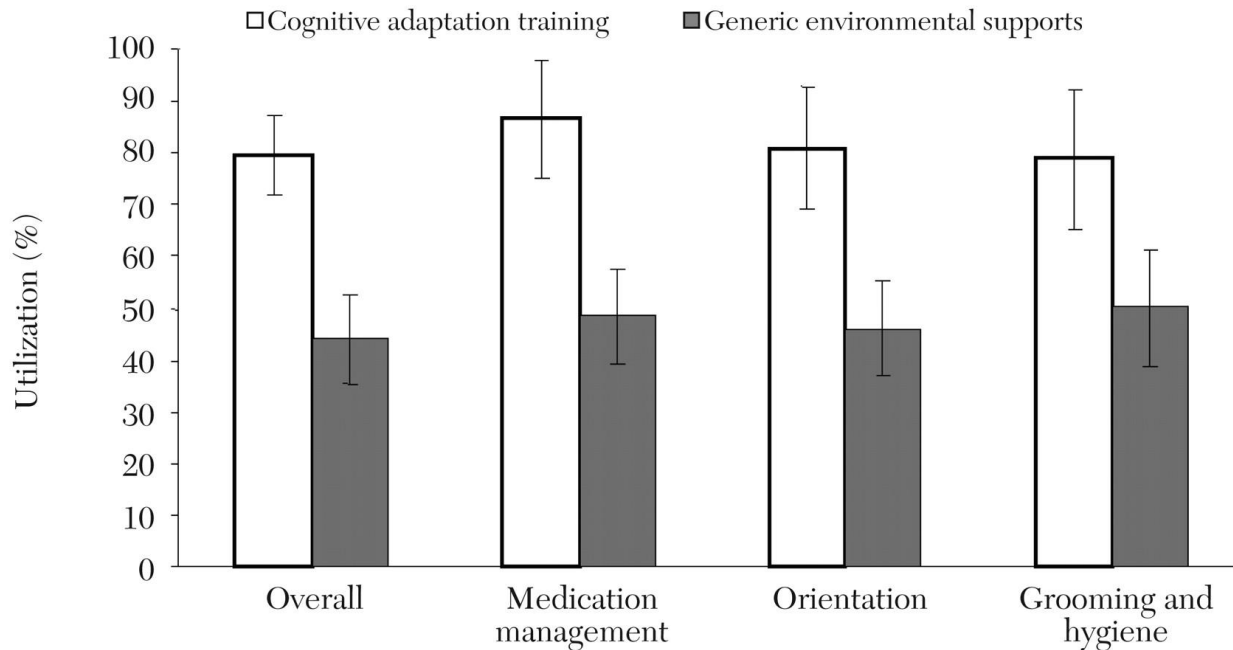 Cognitive adaptation training
Generic environmental supports
100
90
80
70
60
50
40
30
20
10
0
Utilization (%)
Overall
Medication
management
Orientation
Grooming and
hygiene